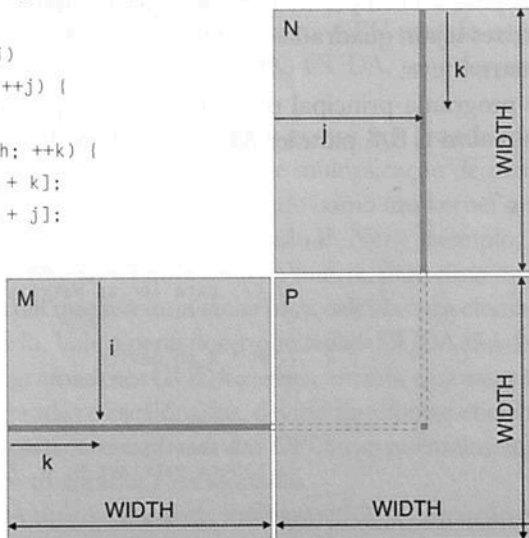 i)
++j) {
h; ++k) {
+ k];
+ j];
N
k
j
WIDTH
M
i
k
WIDTH
P
WIDTH
WIDTH